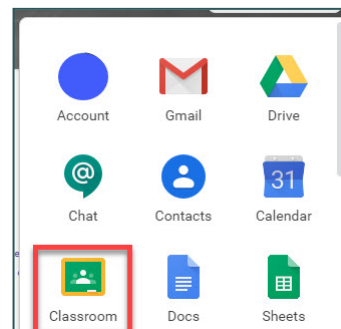 Account Gmail Drive
@
31
Chat Contacts Calendar
Classroom Docs Sheets